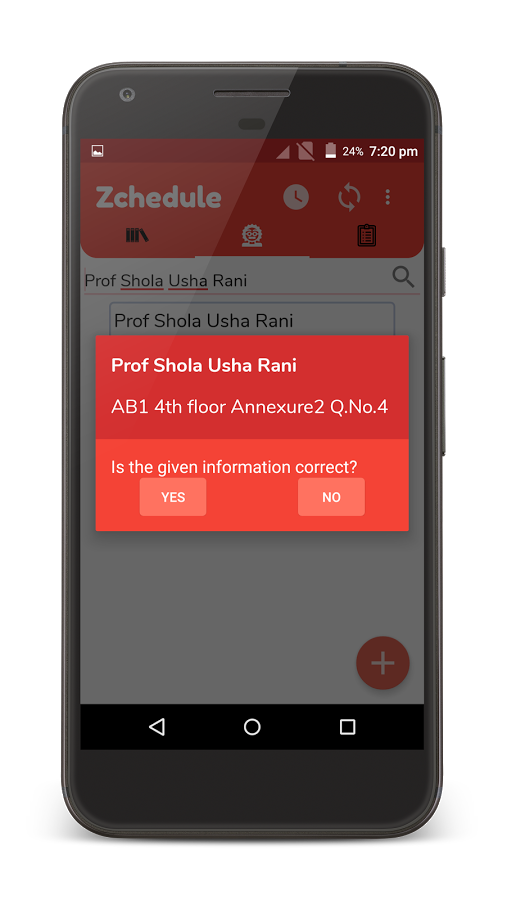 24% 7:20 pm
Zchedule
Prof Shola Usha Rani
Prof Shola Usha Rani
Prof Shola Usha Rani
AB1 4th floor Annexure2 Q.No.4
Is the given information correct?
YES NO